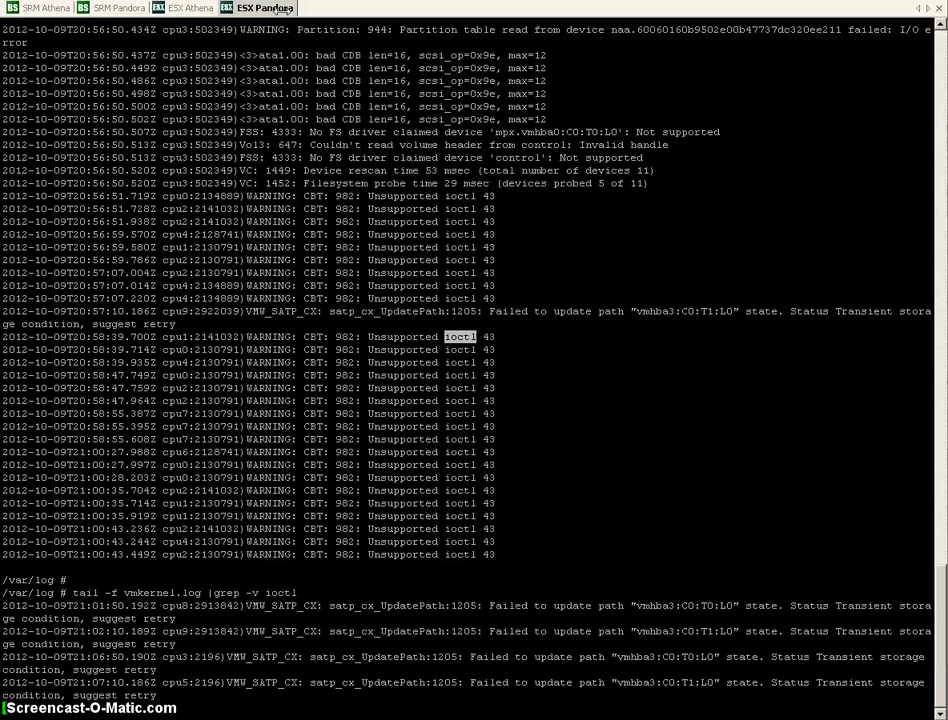 SRM Athena SRM Pandora ESX Athena ESX Pandora
2012-10-09T20:56:50.434Z cpu3:502349)WARNING: Partition: 944: Partition table read from device naa.60060160b9502e00b47737dc320ee211 failed: I/O e
rror
2012-10-09T20:56:50.437Z cpu3:502349)<3>ata1.00: bad CDB len=16, scsi_op=0x9e, max=12
2012-10-09T20:56:50.449Z cpu3:502349)<3>ata1.00: bad CDB len=16, scsi_op=0x9e, max=12
2012-10-09T20:56:50.486Z cpu3:502349)<3>ata1.00: bad CDB len=16, scsi_op=0x9e, max=12
2012-10-09T20:56:50.498Z cpu3:502349)<3>ata1.00: bad CDB len=16, scsi_op=0x9e, max=12
2012-10-09T20:56:50.500Z cpu3:502349)<3>ata1.00: bad CDB len=16, scsi_op=0x9e, max=12
2012-10-09T20:56:50.502Z cpu3:502349)<3>ata1.00: bad CDB len=16, scsi_op=0x9e, max=12
2012-10-09T20:56:50.507Z cpu3:502349)FSS: 4333: No FS driver claimed device 'mpx.vmhba0:C0:T0:L0': Not supported
2012-10-09T20:56:50.513Z cpu3:502349)Vol3: 647: Couldn't read volume header from control: Invalid handle
2012-10-09T20:56:50.513Z cpu3:502349)FSS: 4333: No FS driver claimed device 'control': Not supported
2012-10-09T20:56:50.513Z cpu3:502349)VC: 1449: Device rescan time 53 msec (total number of devices 11)
2012-10-09T20:56:50.513Z cpu3:502349)VC: 1452: Filesystem probe time 29 msec (devices probed 5 of 11)
2012-10-09T20:56:51.719Z cpu0:2134889)WARNING: CBT: 982: Unsupported ioctl 43
2012-10-09T20:56:51.728Z cpu2:2141032)WARNING: CBT: 982: Unsupported ioctl 43
2012-10-09T20:56:51.938Z cpu2:2141032)WARNING: CBT: 982: Unsupported ioctl 43
2012-10-09T20:56:59.570Z cpu4:2128741)WARNING: CBT: 982: Unsupported ioctl 43
2012-10-09T20:56:59.580Z cpu1:2130791)WARNING: CBT: 982: Unsupported ioctl 43
2012-10-09T20:56:59.786Z cpu2:2130791)WARNING: CBT: 982: Unsupported ioctl 43
2012-10-09T20:57:07.004Z cpu2:2134889)WARNING: CBT: 982: Unsupported ioctl 43
2012-10-09T20:57:07.014Z cpu4:2134889)WARNING: CBT: 982: Unsupported ioctl 43
2012-10-09T20:57:07.220Z cpu4:2134889)WARNING: CBT: 982: Unsupported ioctl 43
2012-10-09T20:57:10.186Z cpu9:2922039)VMW_SATP_CX: satp_cx_UpdatePath:1205: Failed to update path "vmhba3:C0:T1:L0" state. Status Transient stora
ge condition, suggest retry
2012-10-09T20:58:39.700Z cpu1:2141032)WARNING: CBT: 982: Unsupported ioctl 43
2012-10-09T20:58:39.714Z cpu0:2130791)WARNING: CBT: 982: Unsupported ioctl 43
2012-10-09T20:58:39.935Z cpu4:2130791)WARNING: CBT: 982: Unsupported ioctl 43
2012-10-09T20:58:47.749Z cpu0:2130791)WARNING: CBT: 982: Unsupported ioctl 43
2012-10-09T20:58:47.759Z cpu2:2130791)WARNING: CBT: 982: Unsupported ioctl 43
2012-10-09T20:58:47.964Z cpu2:2130791)WARNING: CBT: 982: Unsupported ioctl 43
2012-10-09T20:58:55.387Z cpu7:2130791)WARNING: CBT: 982: Unsupported ioctl 43
2012-10-09T20:58:55.395Z cpu7:2130791)WARNING: CBT: 982: Unsupported ioctl 43
2012-10-09T20:58:55.608Z cpu7:2130791)WARNING: CBT: 982: Unsupported ioctl 43
2012-10-09T21:00:27.988Z cpu6:2128741)WARNING: CBT: 982: Unsupported ioctl 43
2012-10-09T21:00:27.997Z cpu0:2130791)WARNING: CBT: 982: Unsupported ioctl 43
2012-10-09T21:00:28.203Z cpu0:2130791)WARNING: CBT: 982: Unsupported ioctl 43
2012-10-09T21:00:35.704Z cpu2:2141032)WARNING: CBT: 982: Unsupported ioctl 43
2012-10-09T21:00:35.714Z cpu1:2130791)WARNING: CBT: 982: Unsupported ioctl 43
2012-10-09T21:00:35.919Z cpu1:2130791)WARNING: CBT: 982: Unsupported ioctl 43
2012-10-09T21:00:43.236Z cpu2:2141032)WARNING: CBT: 982: Unsupported ioctl 43
2012-10-09T21:00:43.244Z cpu4:2130791)WARNING: CBT: 982: Unsupported ioctl 43
2012-10-09T21:00:43.449Z cpu2:2130791)WARNING: CBT: 982: Unsupported ioctl 43
/var/log #
/var/log # tail -f vmkernel.log |grep -v ioctl
2012-10-09T21:01:50.192Z cpu8:2913842)VMW_SATP_CX: satp_cx_UpdatePath:1205: Failed to update path "vmhba3:C0:T0:L0" state. Status Transient stora
ge condition, suggest retry
2012-10-09T21:02:10.189Z cpu9:2913842)VMW_SATP_CX: satp_cx_UpdatePath:1205: Failed to update path "vmhba3:C0:T1:L0" state. Status Transient stora
ge condition, suggest retry
2012-10-09T21:06:50.190Z cpu3:2196)VMW_SATP_CX: satp_cx_UpdatePath:1205: Failed to update path "vmhba3:C0:T0:L0" state. Status Transient storage
condition, suggest retry
2012-10-09T21:07:10.186Z cpu5:2196)VMW_SATP_CX: satp_cx_UpdatePath:1205: Failed to update path "vmhba3:C0:T1:L0" state. Status Transient storage
condition, suggest retry
Screencast-O-Matic.com